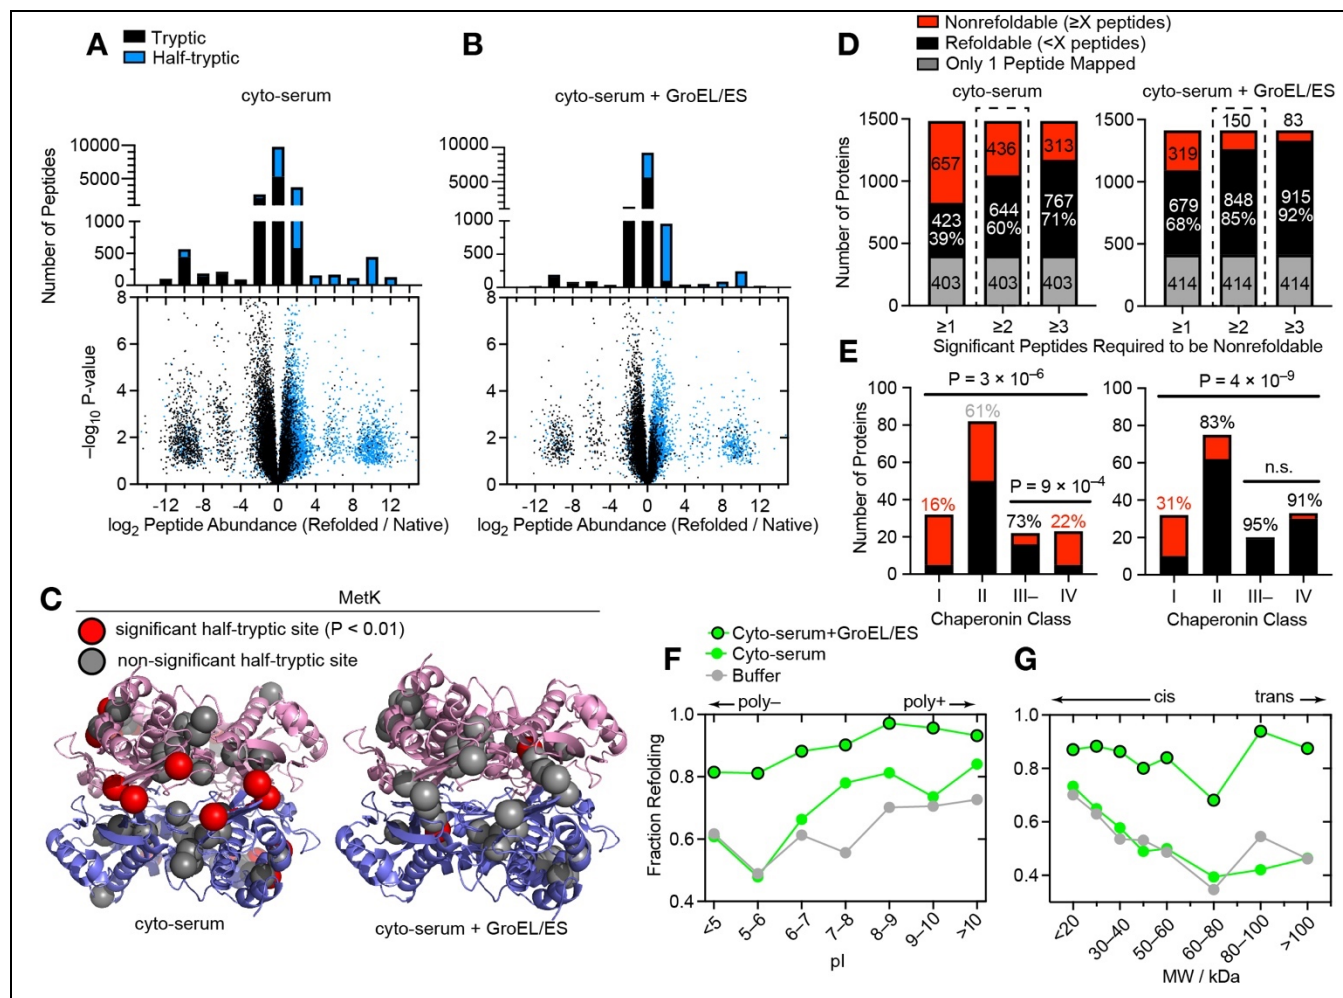 A
Tryptic
Half-tryptic
cyto-serum
B
cyto-serum + GroEL/ES
Number of Peptides
10000
5000
1000
500
0
–log10 P-value
8
6
4
2
0
-12 -8 -4 0 4 8 12
log2 Peptide Abundance (Refolded / Native)
-12 -8 -4 0 4 8 12
log2 Peptide Abundance (Refolded / Native)
8
6
4
2
0
D
Nonrefoldable (≥X peptides)
Refoldable (<X peptides)
Only 1 Peptide Mapped
cyto-serum
cyto-serum + GroEL/ES
Number of Proteins
1500
1000
500
0
657
423
39%
403
436
644
60%
403
313
767
71%
403
≥1 ≥2 ≥3
1500
1000
500
0
319
679
68%
414
150
848
85%
414
83
915
92%
414
≥1 ≥2 ≥3
Significant Peptides Required to be Nonrefoldable
E
Number of Proteins
100
80
60
40
20
0
P = 3 × 10–6
P = 9 × 10–4
16%
61%
73%
22%
I II III– IV
Chaperonin Class
100
80
60
40
20
0
P = 4 × 10–9
n.s.
31%
83%
95%
91%
I II III– IV
Chaperonin Class
C
MetK
significant half-tryptic site (P < 0.01)
non-significant half-tryptic site
cyto-serum
cyto-serum + GroEL/ES
F
Cyto-serum+GroEL/ES
Cyto-serum
Buffer
poly–
poly+
Fraction Refolding
1.0
0.8
0.6
0.4
<5 5–6 6–7 7–8 8–9 9–10 >10
pI
G
cis
trans
1.0
0.8
0.6
0.4
<20 30–40 50–60 60–80 80–100 >100
MW / kDa